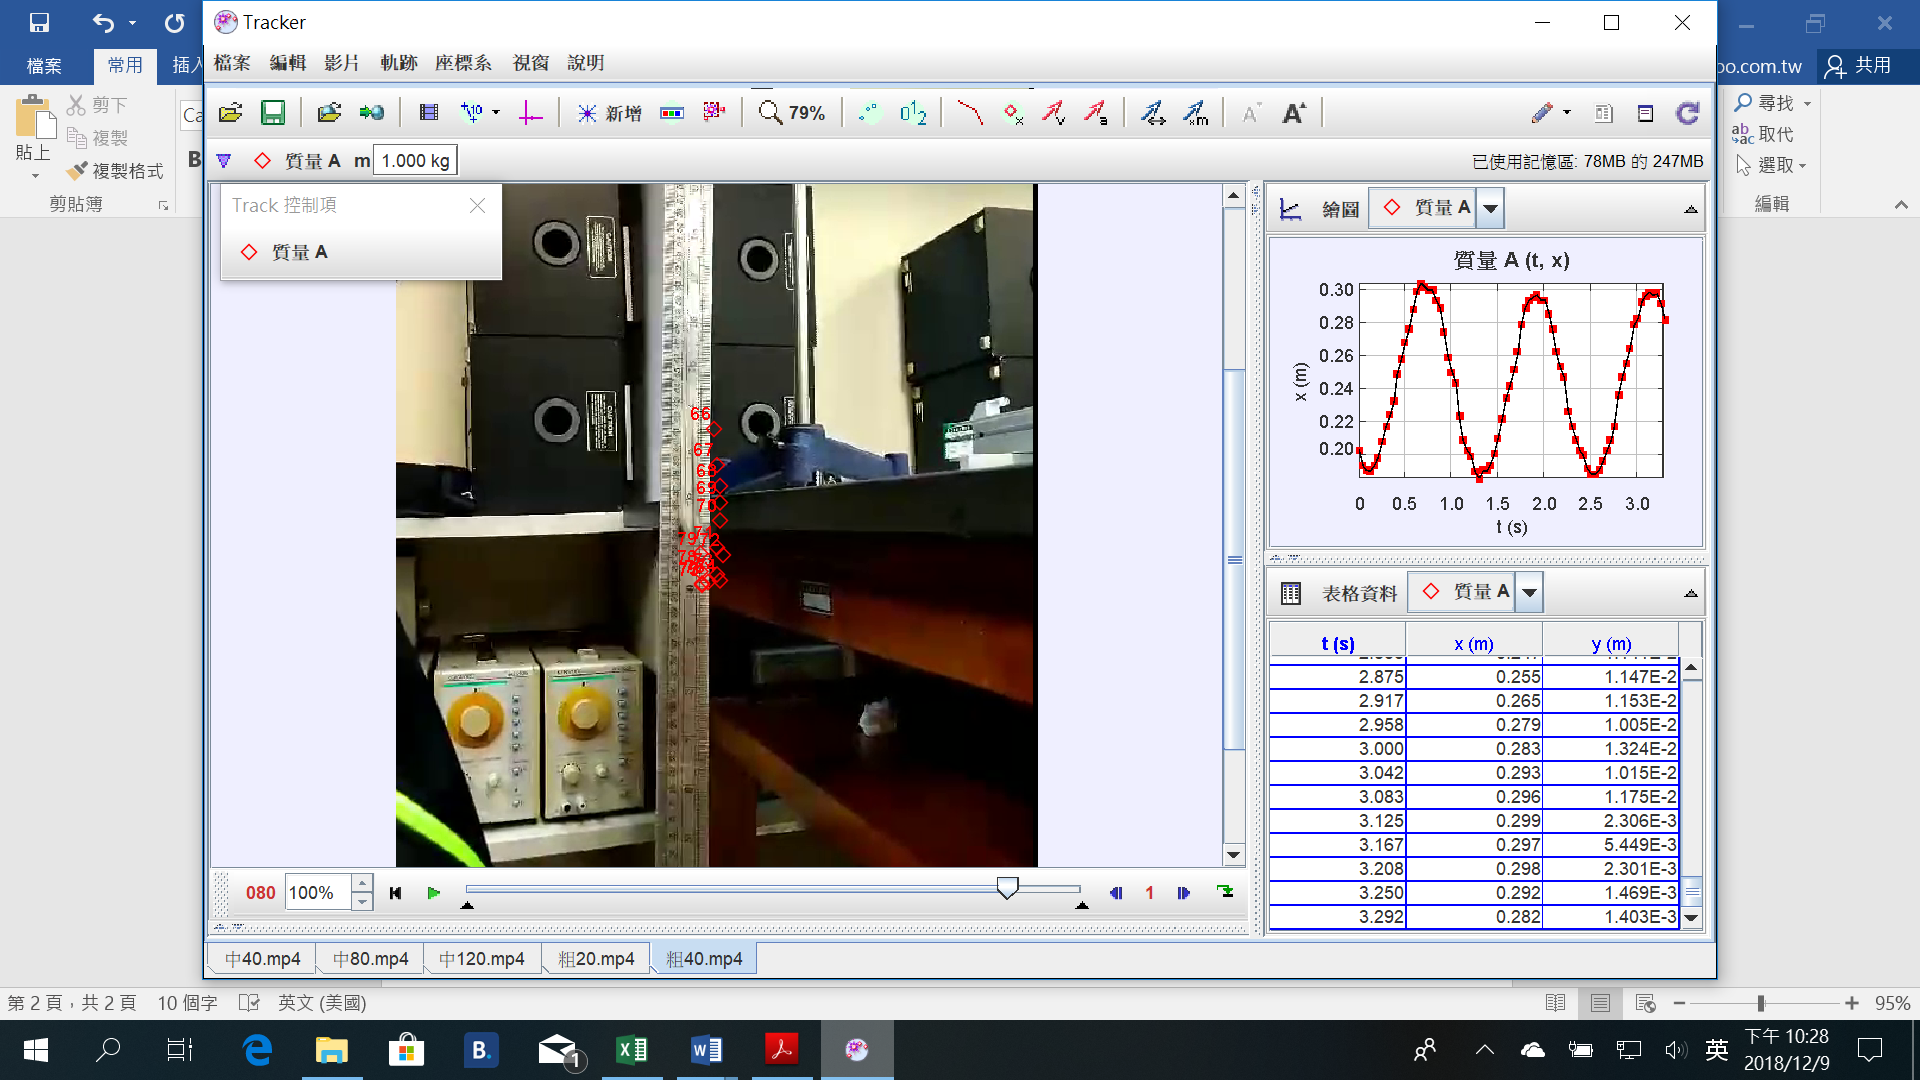 Tracker
檔案 常用 插入
oo.com.tw 共用
檔案 編輯 影片 軌跡 座標系 視窗 說明
剪下
複製
複製格式
貼上
剪貼簿
Ca
B
新增 79%
尋找
取代
選取
編輯
質量 A m 1.000 kg
已使用記憶區: 78MB 的 247MB
Track 控制項
質量 A
66
67
68
69
70
繪圖 質量 A
質量 A (t, x)
0.30
0.28
0.26
0.24
0.22
0.20
x (m)
0 0.5 1.0 1.5 2.0 2.5 3.0
t (s)
表格資料 質量 A
t (s) x (m) y (m)
2.875 0.255 1.147E-2
2.917 0.265 1.153E-2
2.958 0.279 1.005E-2
3.000 0.283 1.324E-2
3.042 0.293 1.015E-2
3.083 0.296 1.175E-2
3.125 0.299 2.306E-3
3.167 0.297 5.449E-3
3.208 0.298 2.301E-3
3.250 0.292 1.469E-3
3.292 0.282 1.403E-3
080 100% 1
中40.mp4 中80.mp4 中120.mp4 粗20.mp4 粗40.mp4
第 2 頁，共 2 頁 10 個字 英文 (美國) 95%
B. 1 英 下午 10:28
2018/12/9